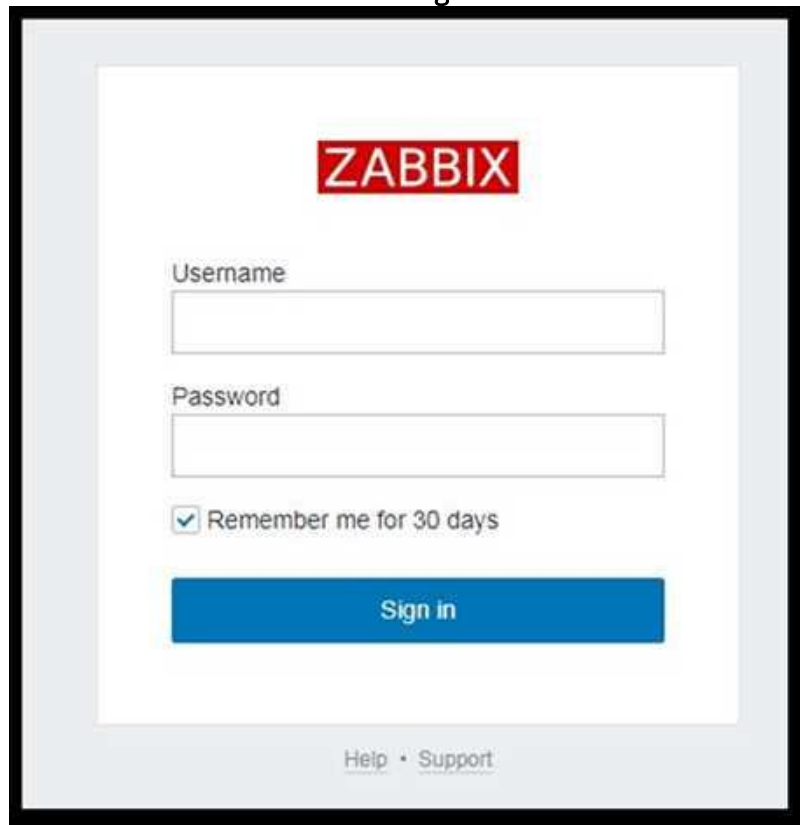 ZABBIX
Username
Password
Remember me for 30 days
Sign in
Help • Support